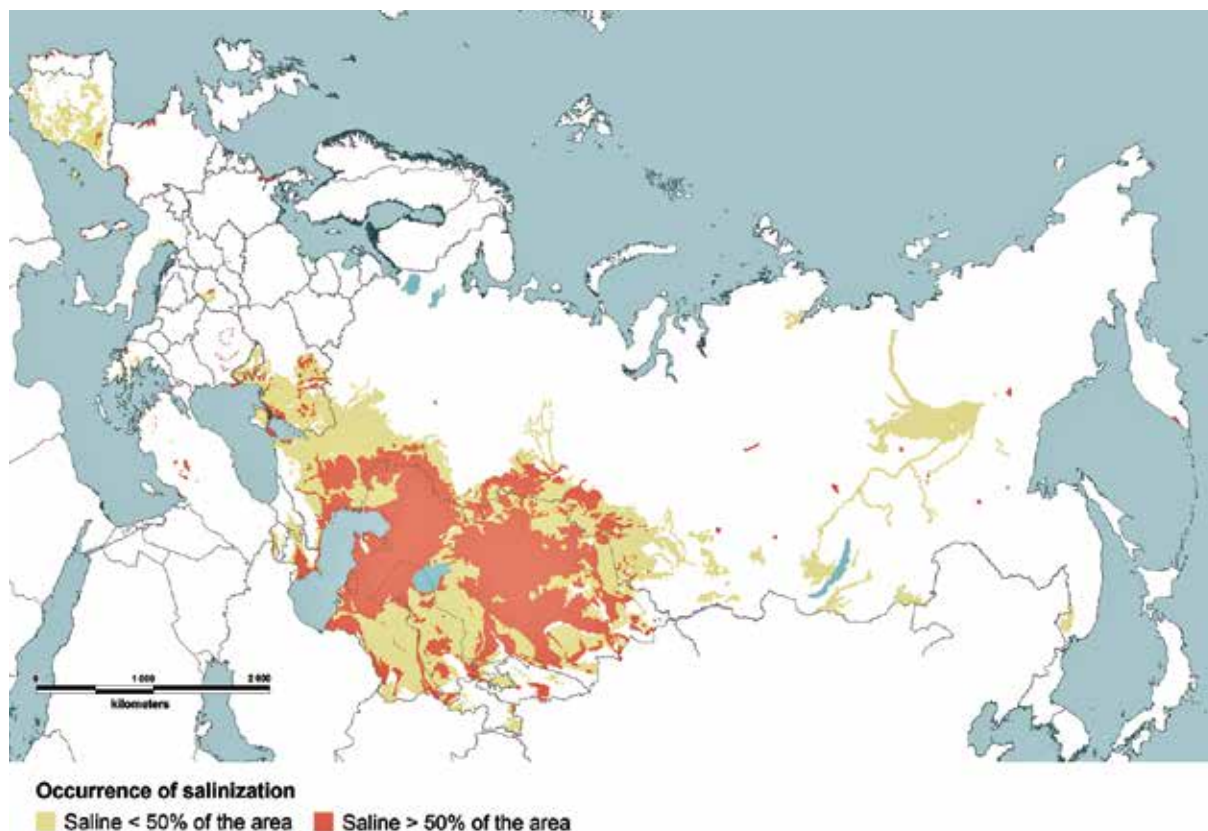 0 1 000 2 000
kilometers
Occurrence of salinization
Saline < 50% of the area Saline > 50% of the area